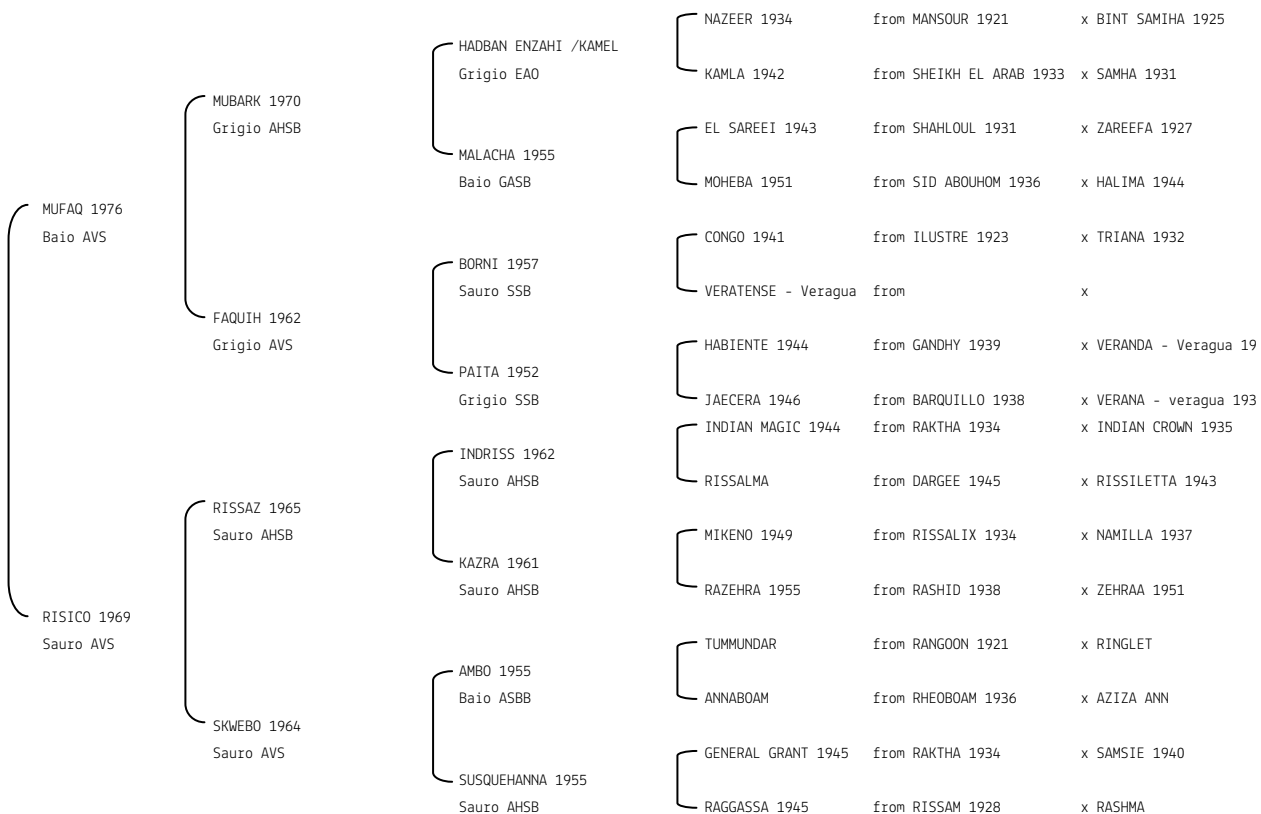 NAZEER 1934 from MANSOUR 1921 x BINT SAMIHA 1925
HADBAN ENZAHI /KAMEL
Grigio EAO KAMLA 1942 from SHEIKH EL ARAB 1933 x SAMHA 1931
MUBARK 1970
Grigio AHSB EL SAREEI 1943 from SHAHLOUL 1931 x ZAREEFA 1927
MALACHA 1955
Baio GASB MOHEBA 1951 from SID ABOUHOM 1936 x HALIMA 1944
MUFAQ 1976
Baio AVS CONGO 1941 from ILUSTRE 1923 x TRIANA 1932
BORNI 1957
Sauro SSB VERATENSE - Veragua from x
FAQUIH 1962
Grigio AVS HABIENTE 1944 from GANDHY 1939 x VERANDA - Veragua 19
PAITA 1952
Grigio SSB JAECERA 1946 from BARQUILLO 1938 x VERANA - veragua 193
INDIAN MAGIC 1944 from RAKTHA 1934 x INDIAN CROWN 1935
INDRISS 1962
Sauro AHSB RISSALMA from DARGEE 1945 x RISSILETTA 1943
RISSAZ 1965
Sauro AHSB MIKENO 1949 from RISSALIX 1934 x NAMILLA 1937
KAZRA 1961
Sauro AHSB RAZEHRA 1955 from RASHID 1938 x ZEHRAA 1951
RISICO 1969
Sauro AVS TUMMUNDAR from RANGOON 1921 x RINGLET
AMBO 1955
Baio ASBB ANNABOAM from RHEOBOAM 1936 x AZIZA ANN
SKWEBO 1964
Sauro AVS GENERAL GRANT 1945 from RAKTHA 1934 x SAMSIE 1940
SUSQUEHANNA 1955
Sauro AHSB RAGGASSA 1945 from RISSAM 1928 x RASHMA